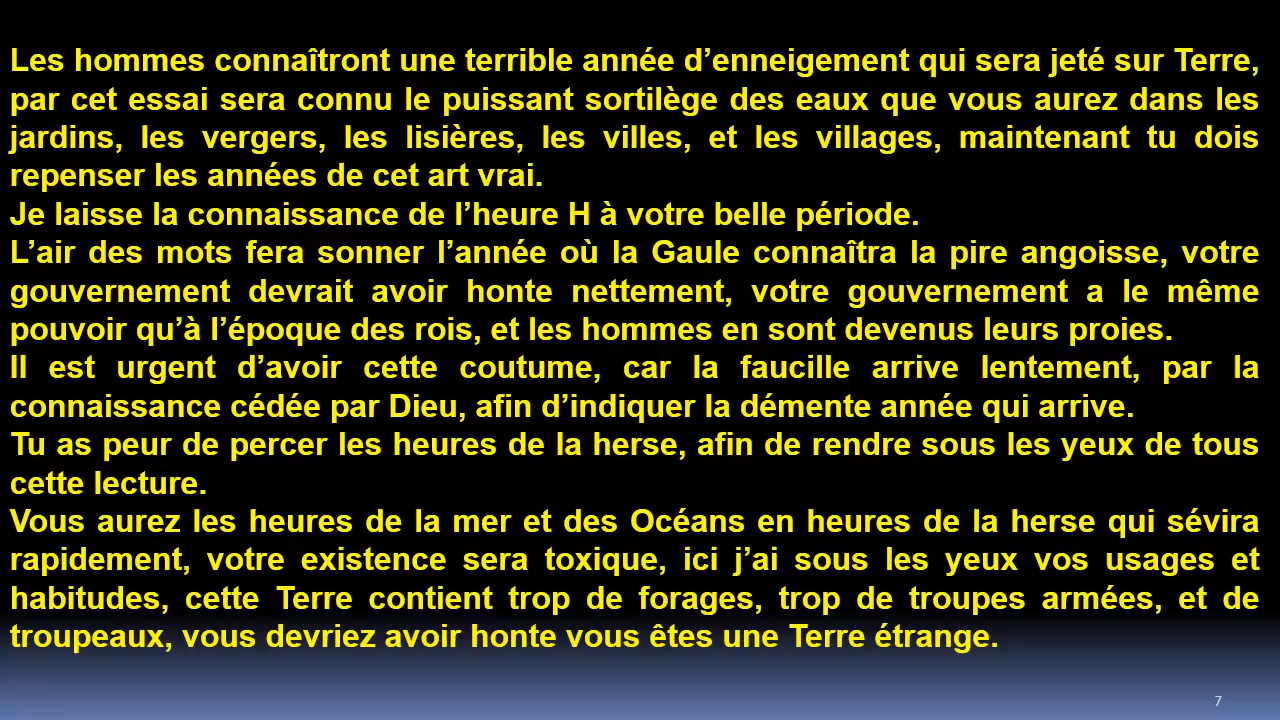 Les hommes connaîtront une terrible année d’enneigement qui sera jeté sur Terre,
par cet essai sera connu le puissant sortilège des eaux que vous aurez dans les
jardins, les vergers, les lisières, les villes, et les villages, maintenant tu dois
repenser les années de cet art vrai.
Je laisse la connaissance de l’heure H à votre belle période.
L’air des mots fera sonner l’année où la Gaule connaîtra la pire angoisse, votre
gouvernement devrait avoir honte nettement, votre gouvernement a le même
pouvoir qu’à l’époque des rois, et les hommes en sont devenus leurs proies.
Il est urgent d’avoir cette coutume, car la faucille arrive lentement, par la
connaissance cédée par Dieu, afin d’indiquer la démente année qui arrive.
Tu as peur de percer les heures de la herse, afin de rendre sous les yeux de tous
cette lecture.
Vous aurez les heures de la mer et des Océans en heures de la herse qui sévira
rapidement, votre existence sera toxique, ici j’ai sous les yeux vos usages et
habitudes, cette Terre contient trop de forages, trop de troupes armées, et de
troupeaux, vous devriez avoir honte vous êtes une Terre étrange.
7